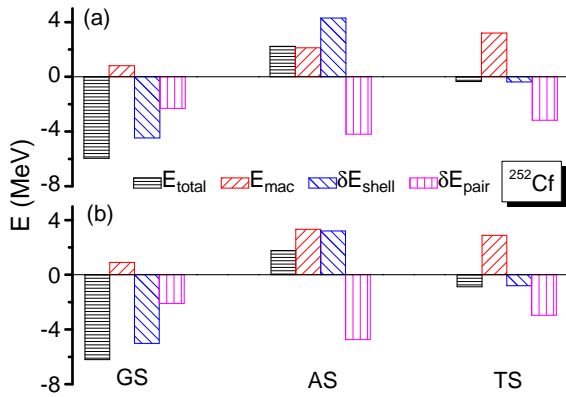 (a)
4
0
-4
-8
E (MeV)
E_total E_mac δE_shell δE_pair
²⁵²Cf
(b)
4
0
-4
-8
GS AS TS